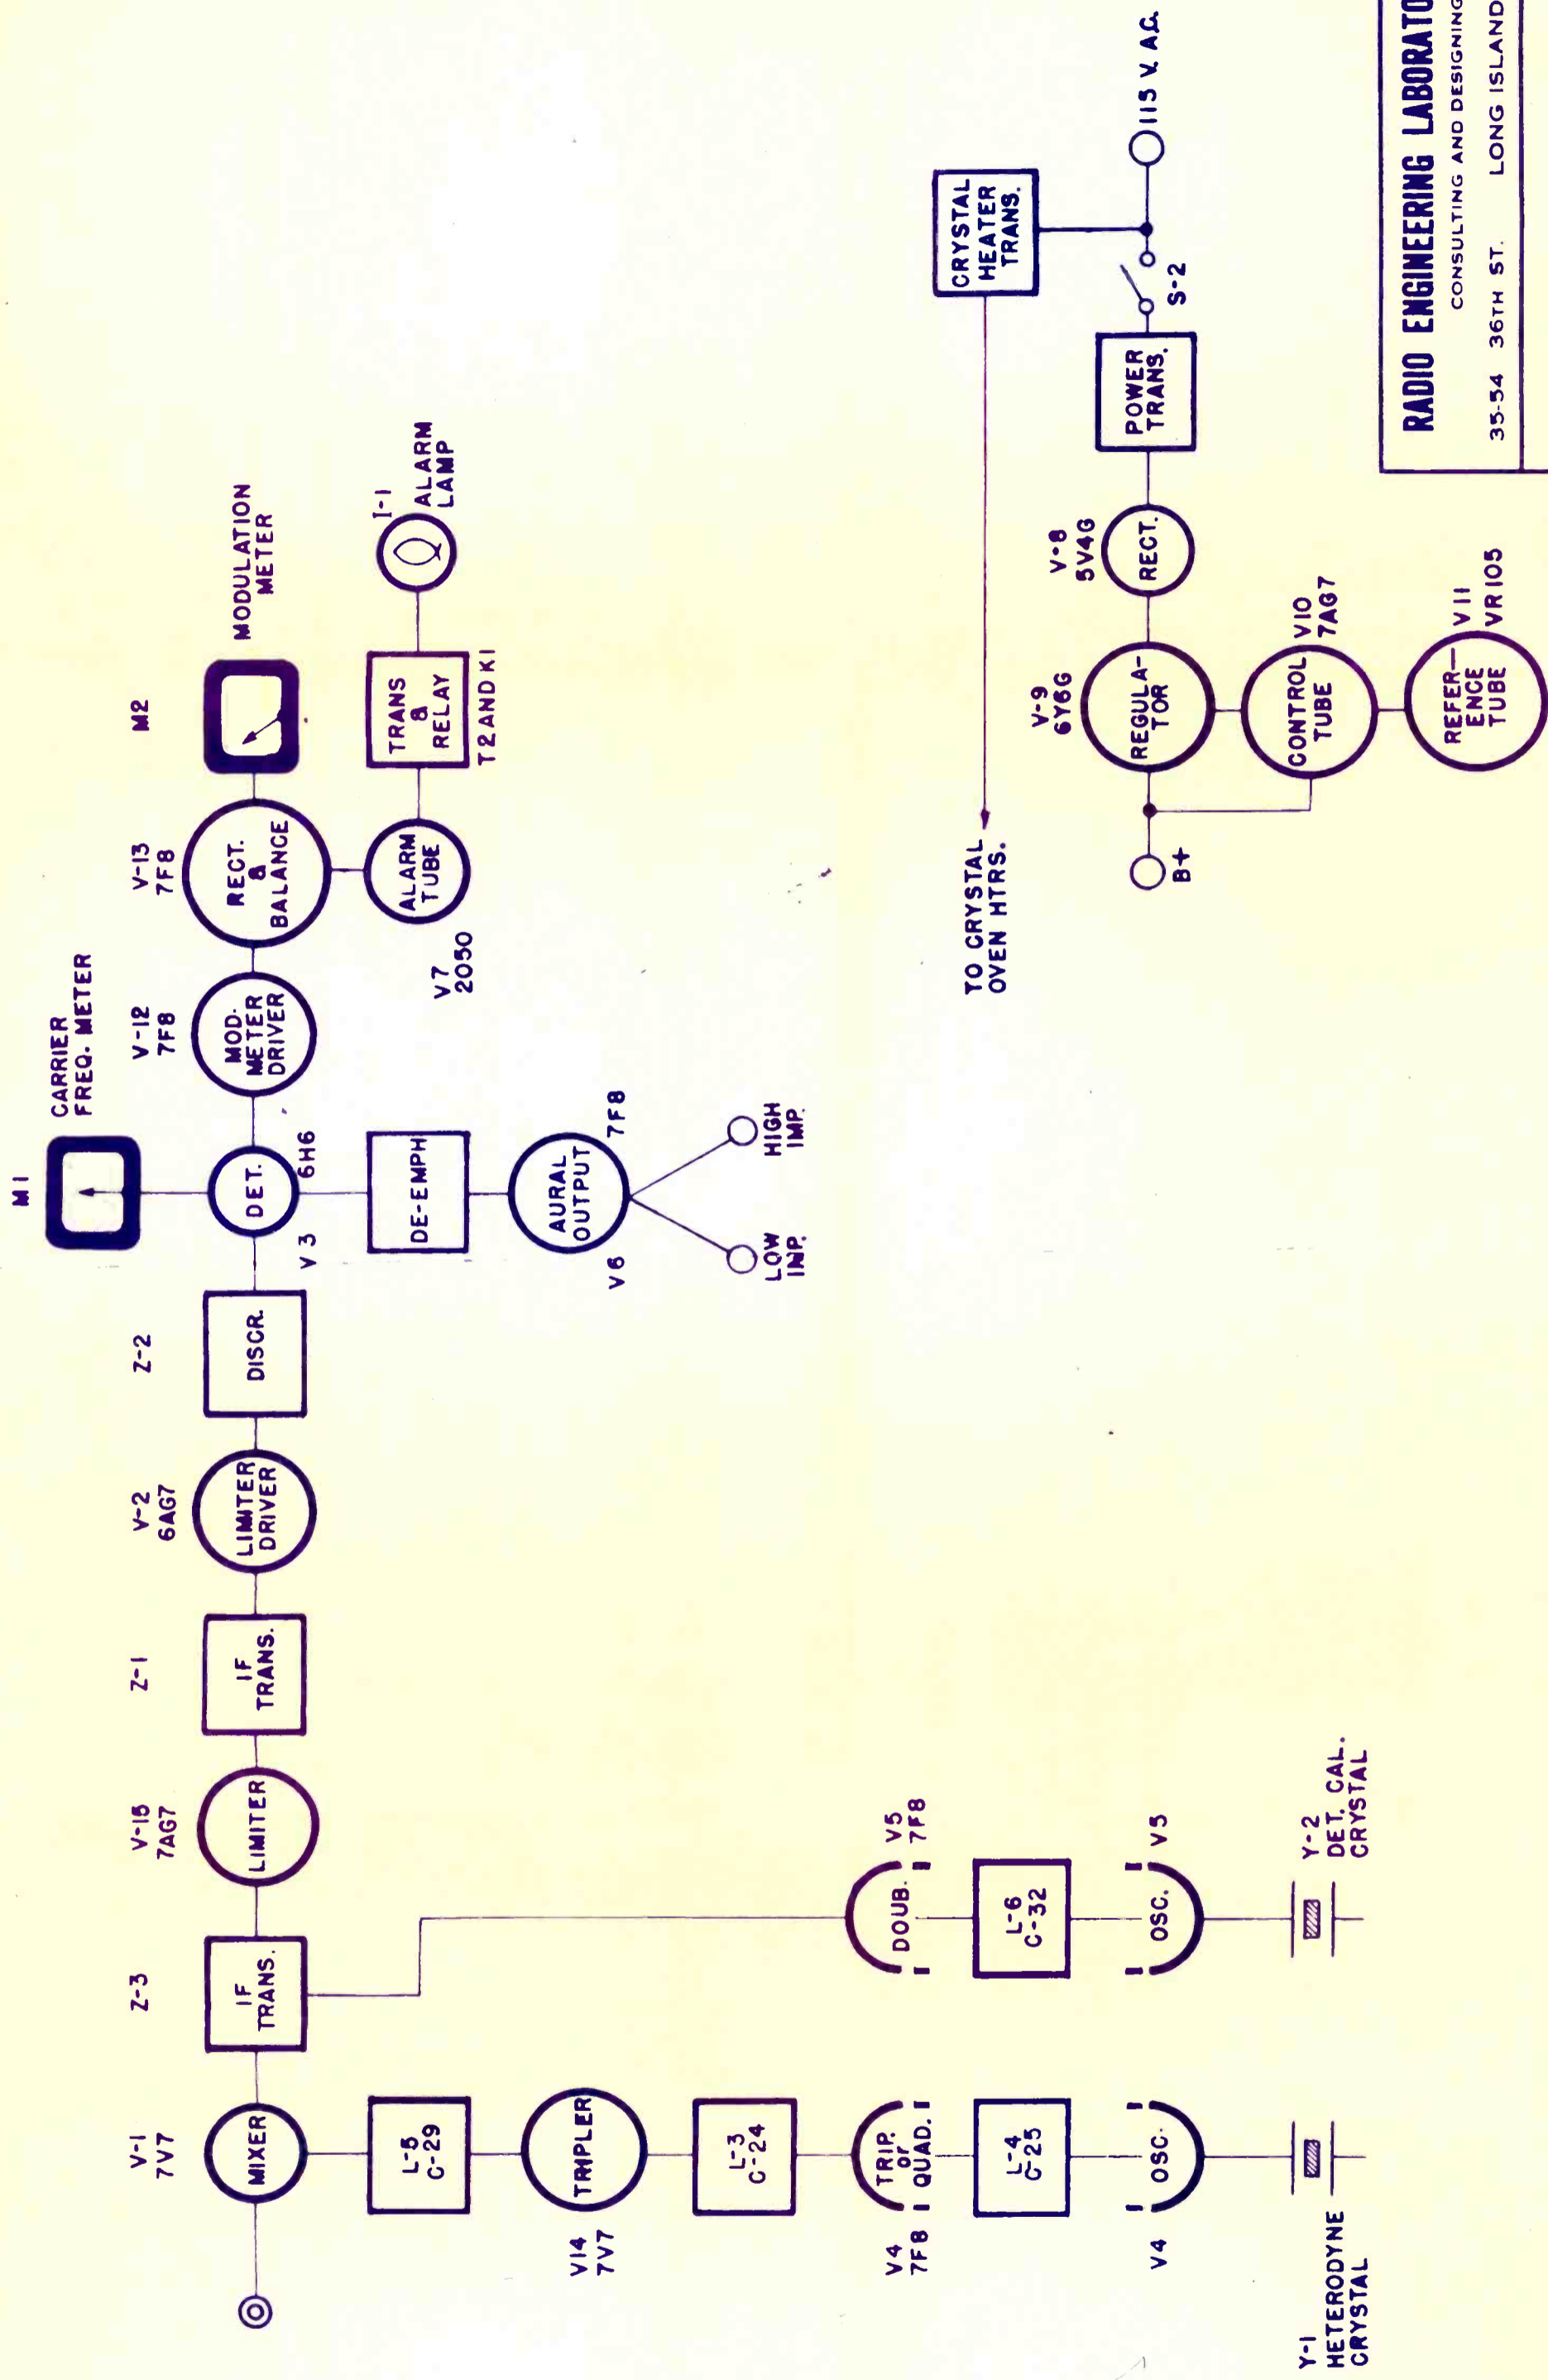 M1
CARRIER
FREQ. METER
V-1
7V7
Z-3
V-15
7AG7
Z-1
V-2
6AG7
Z-2
V-12
7F8
V-13
7F8
M2
MODULATION
METER
MIXER
IF
TRANS.
LIMITER
IF
TRANS.
LIMITER
DRIVER
DISCR.
DET.
V3
6H6
MOD-
METER
DRIVER
RECT.
&
BALANCE
L-5
C-29
DE-EMPH
ALARM
TUBE
V7
2050
TRANS
&
RELAY
T2 AND K1
I-1
ALARM
LAMP
V14
7V7
TRIPLER
V6
AURAL
OUTPUT
7F8
L-3
C-24
LOW
IMP.
HIGH
IMP.
V4
7F8
TRIP.
or
QUAD.
DOUB.
V5
7F8
L-4
C-25
L-6
C-32
TO CRYSTAL
OVEN HTRS.
CRYSTAL
HEATER
TRANS.
V4
OSC.
OSC.
V5
B+
V-9
6Y6G
REGULA-
TOR
V-8
5V4G
RECT.
POWER
TRANS.
S-2
115 V. A.C.
CONTROL
TUBE
V10
7AG7
REFER-
ENCE
TUBE
V11
VR105
Y-1
HETERODYNE
CRYSTAL
Y-2
DET. CAL.
CRYSTAL
RADIO ENGINEERING LABORATO
CONSULTING AND DESIGNING
35-54 36TH ST. LONG ISLAND